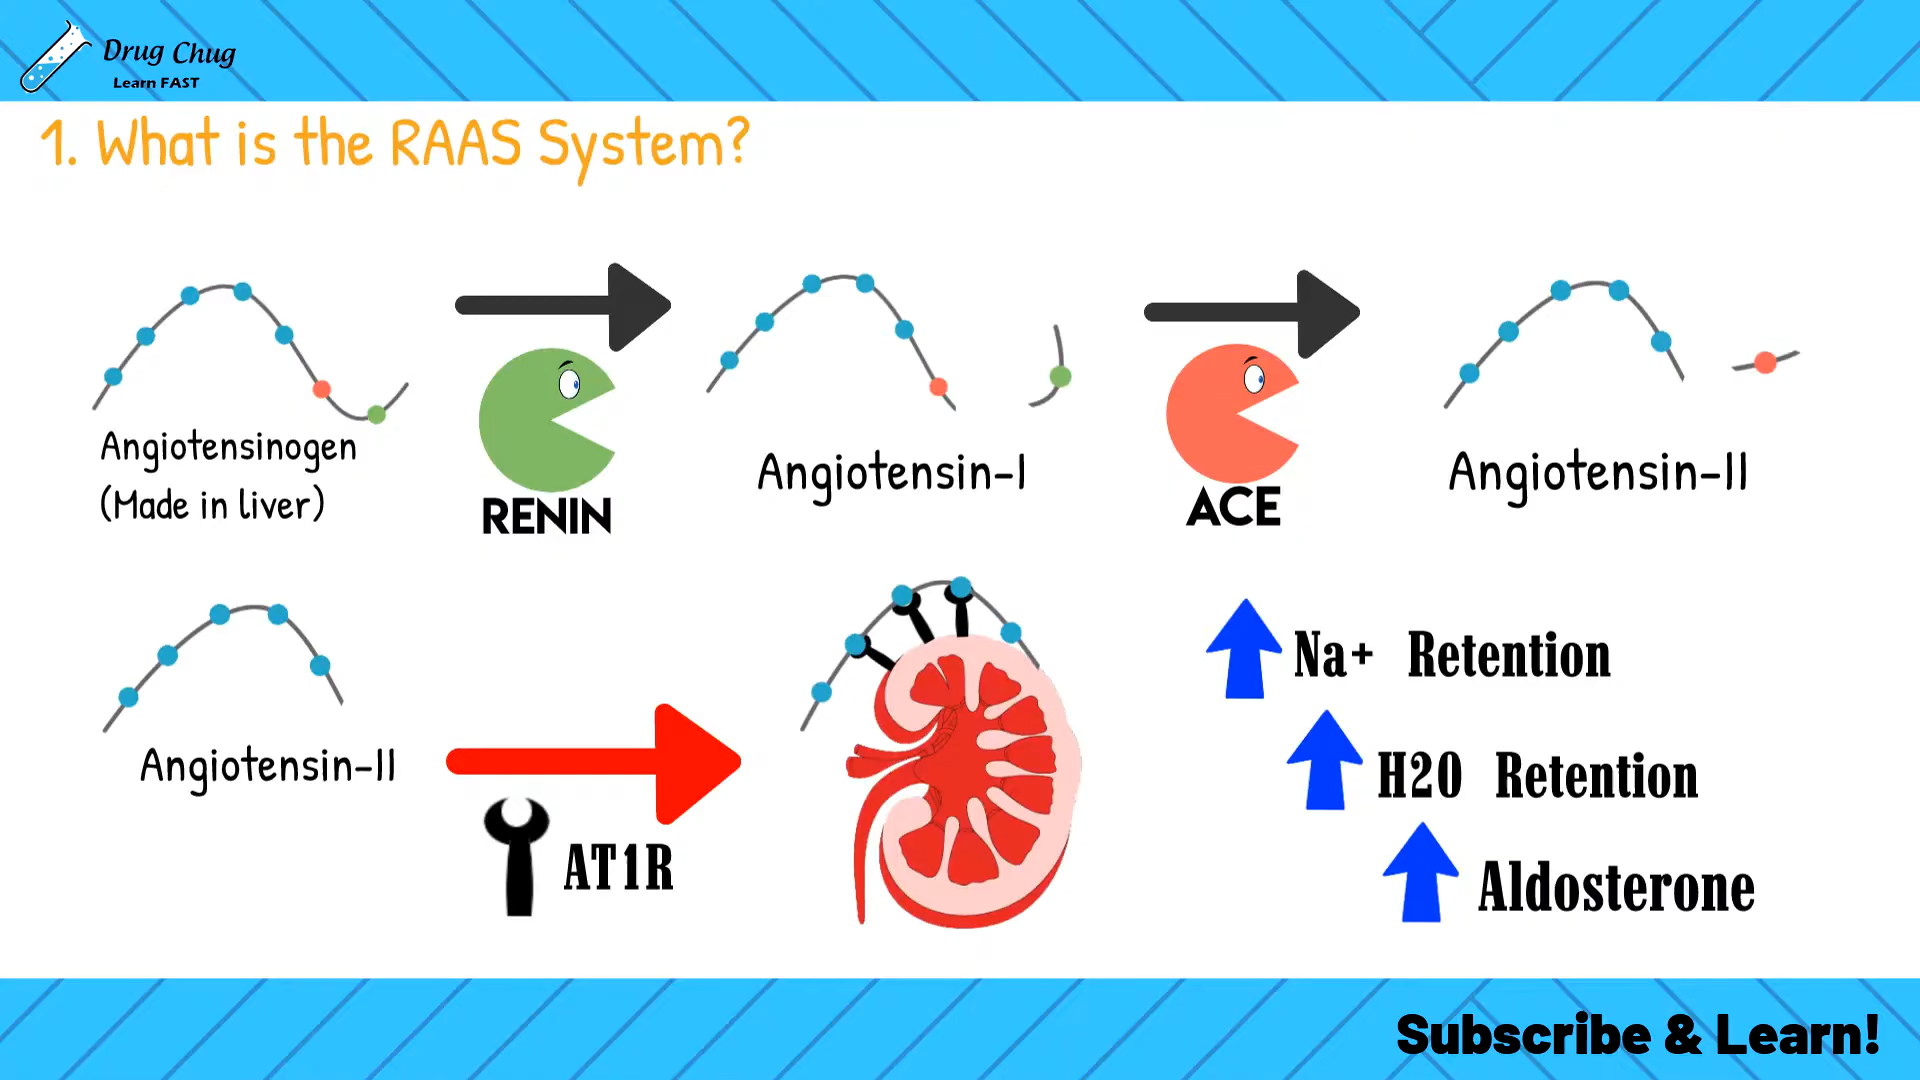 Drug Chug
Learn FAST
1. What is the RAAS System?
Angiotensinogen
(Made in liver)
RENIN
Angiotensin-I
ACE
Angiotensin-II
Angiotensin-II
AT1R
Na+ Retention
H20 Retention
Aldosterone
Subscribe & Learn!